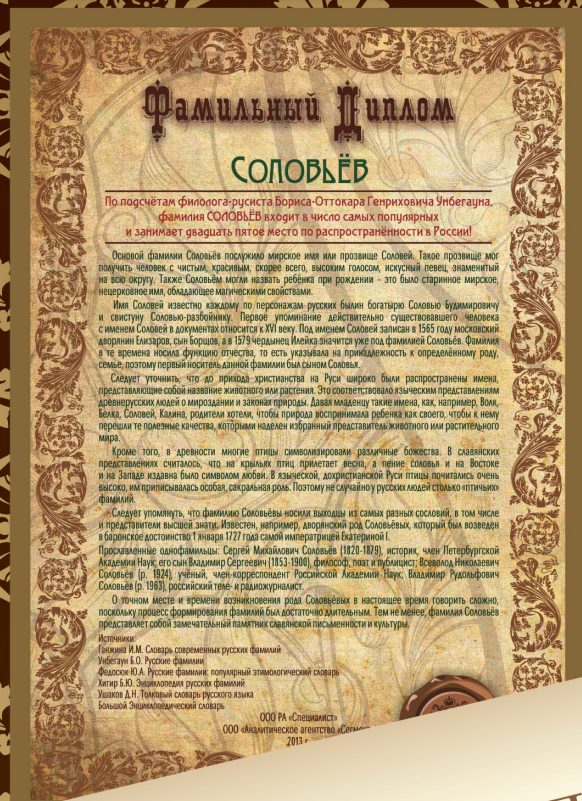 Фамильный Диплом
СОЛОВЬЁВ
По подсчётам филолога-русиста Бориса-Оттокара Генриховича Унбегауна,
фамилия СОЛОВЬЁВ входит в число самых популярных
и занимает двадцать пятое место по распространённости в России!
Основой фамилии Соловьёв послужило мирское имя или прозвище Соловей. Такое прозвище мог
получить человек с чистым, красивым, скорее всего, высоким голосом, искусный певец, знаменитый
на всю округу. Также Соловьём могли назвать ребёнка при рождении - это было старинное мирское,
нецерковное имя, обладающее магическими свойствами.
Имя Соловей известно каждому по персонажам русских былин богатырю Соловью Будимировичу
и свистуну Соловью-разбойнику. Первое упоминание действительно существовавшего человека
с именем Соловей в документах относится к XVI веку. Под именем Соловей записан в 1565 году московский
дворянин Елизаров, сын Борщов, а в 1579 чердынец Илейка значится уже под фамилией Соловьёв. Фамилия
в те времена носила функцию отчества, то есть указывала на принадлежность к определённому роду,
семье, поэтому первый носитель данной фамилии был сыном Соловья.
Следует уточнить, что до прихода христианства на Руси широко были распространены имена,
представляющие собой название животного или растения. Это соответствовало языческим представлениям
древнерусских людей о мироздании и законах природы. Давая младенцу такие имена, как, например, Волк,
Белка, Соловей, Калина, родители хотели, чтобы природа воспринимала ребенка как своего, чтобы к нему
перешли те полезные качества, которыми наделен избранный представитель животного или растительного
мира.
Кроме того, в древности многие птицы символизировали различные божества. В славянских
представлениях считалось, что на крыльях птиц прилетает весна, а пение соловья и на Востоке
и на Западе издавна было символом любви. В языческой, дохристианской Руси птицы почитались очень
высоко, им приписывалась особая, сакральная роль. Поэтому не случайно у русских людей столько «птичьих»
фамилий.
Следует упомянуть, что фамилию Соловьёвы носили выходцы из самых разных сословий, в том числе
и представители высшей знати. Известен, например, дворянский род Соловьёвых, который был возведен
в баронское достоинство 1 января 1727 года самой императрицей Екатериной I.
Прославленные однофамильцы: Сергей Михайлович Соловьёв (1820-1879), историк, член Петербургской
Академии Наук; его сын Владимир Сергеевич (1853-1900), философ, поэт и публицист; Всеволод Николаевич
Соловьёв (р. 1924), учёный, член-корреспондент Российской Академии Наук; Владимир Рудольфович
Соловьёв (р. 1963), российский теле- и радиожурналист.
О точном месте и времени возникновения рода Соловьёвых в настоящее время говорить сложно,
поскольку процесс формирования фамилий был достаточно длительным. Тем не менее, фамилия Соловьёв
представляет собой замечательный памятник славянской письменности и культуры.
Источники:
Ганжина И.М. Словарь современных русских фамилий
Унбегаун Б.О. Русские фамилии
Федосюк Ю.А. Русские фамилии: популярный этимологический словарь
Хигир Б.Ю. Энциклопедия русских фамилий
Ушаков Д.Н. Толковый словарь русского языка
Большой Энциклопедический словарь
ООО РА «Специалист»
ООО «Аналитическое агентство
2013 г.